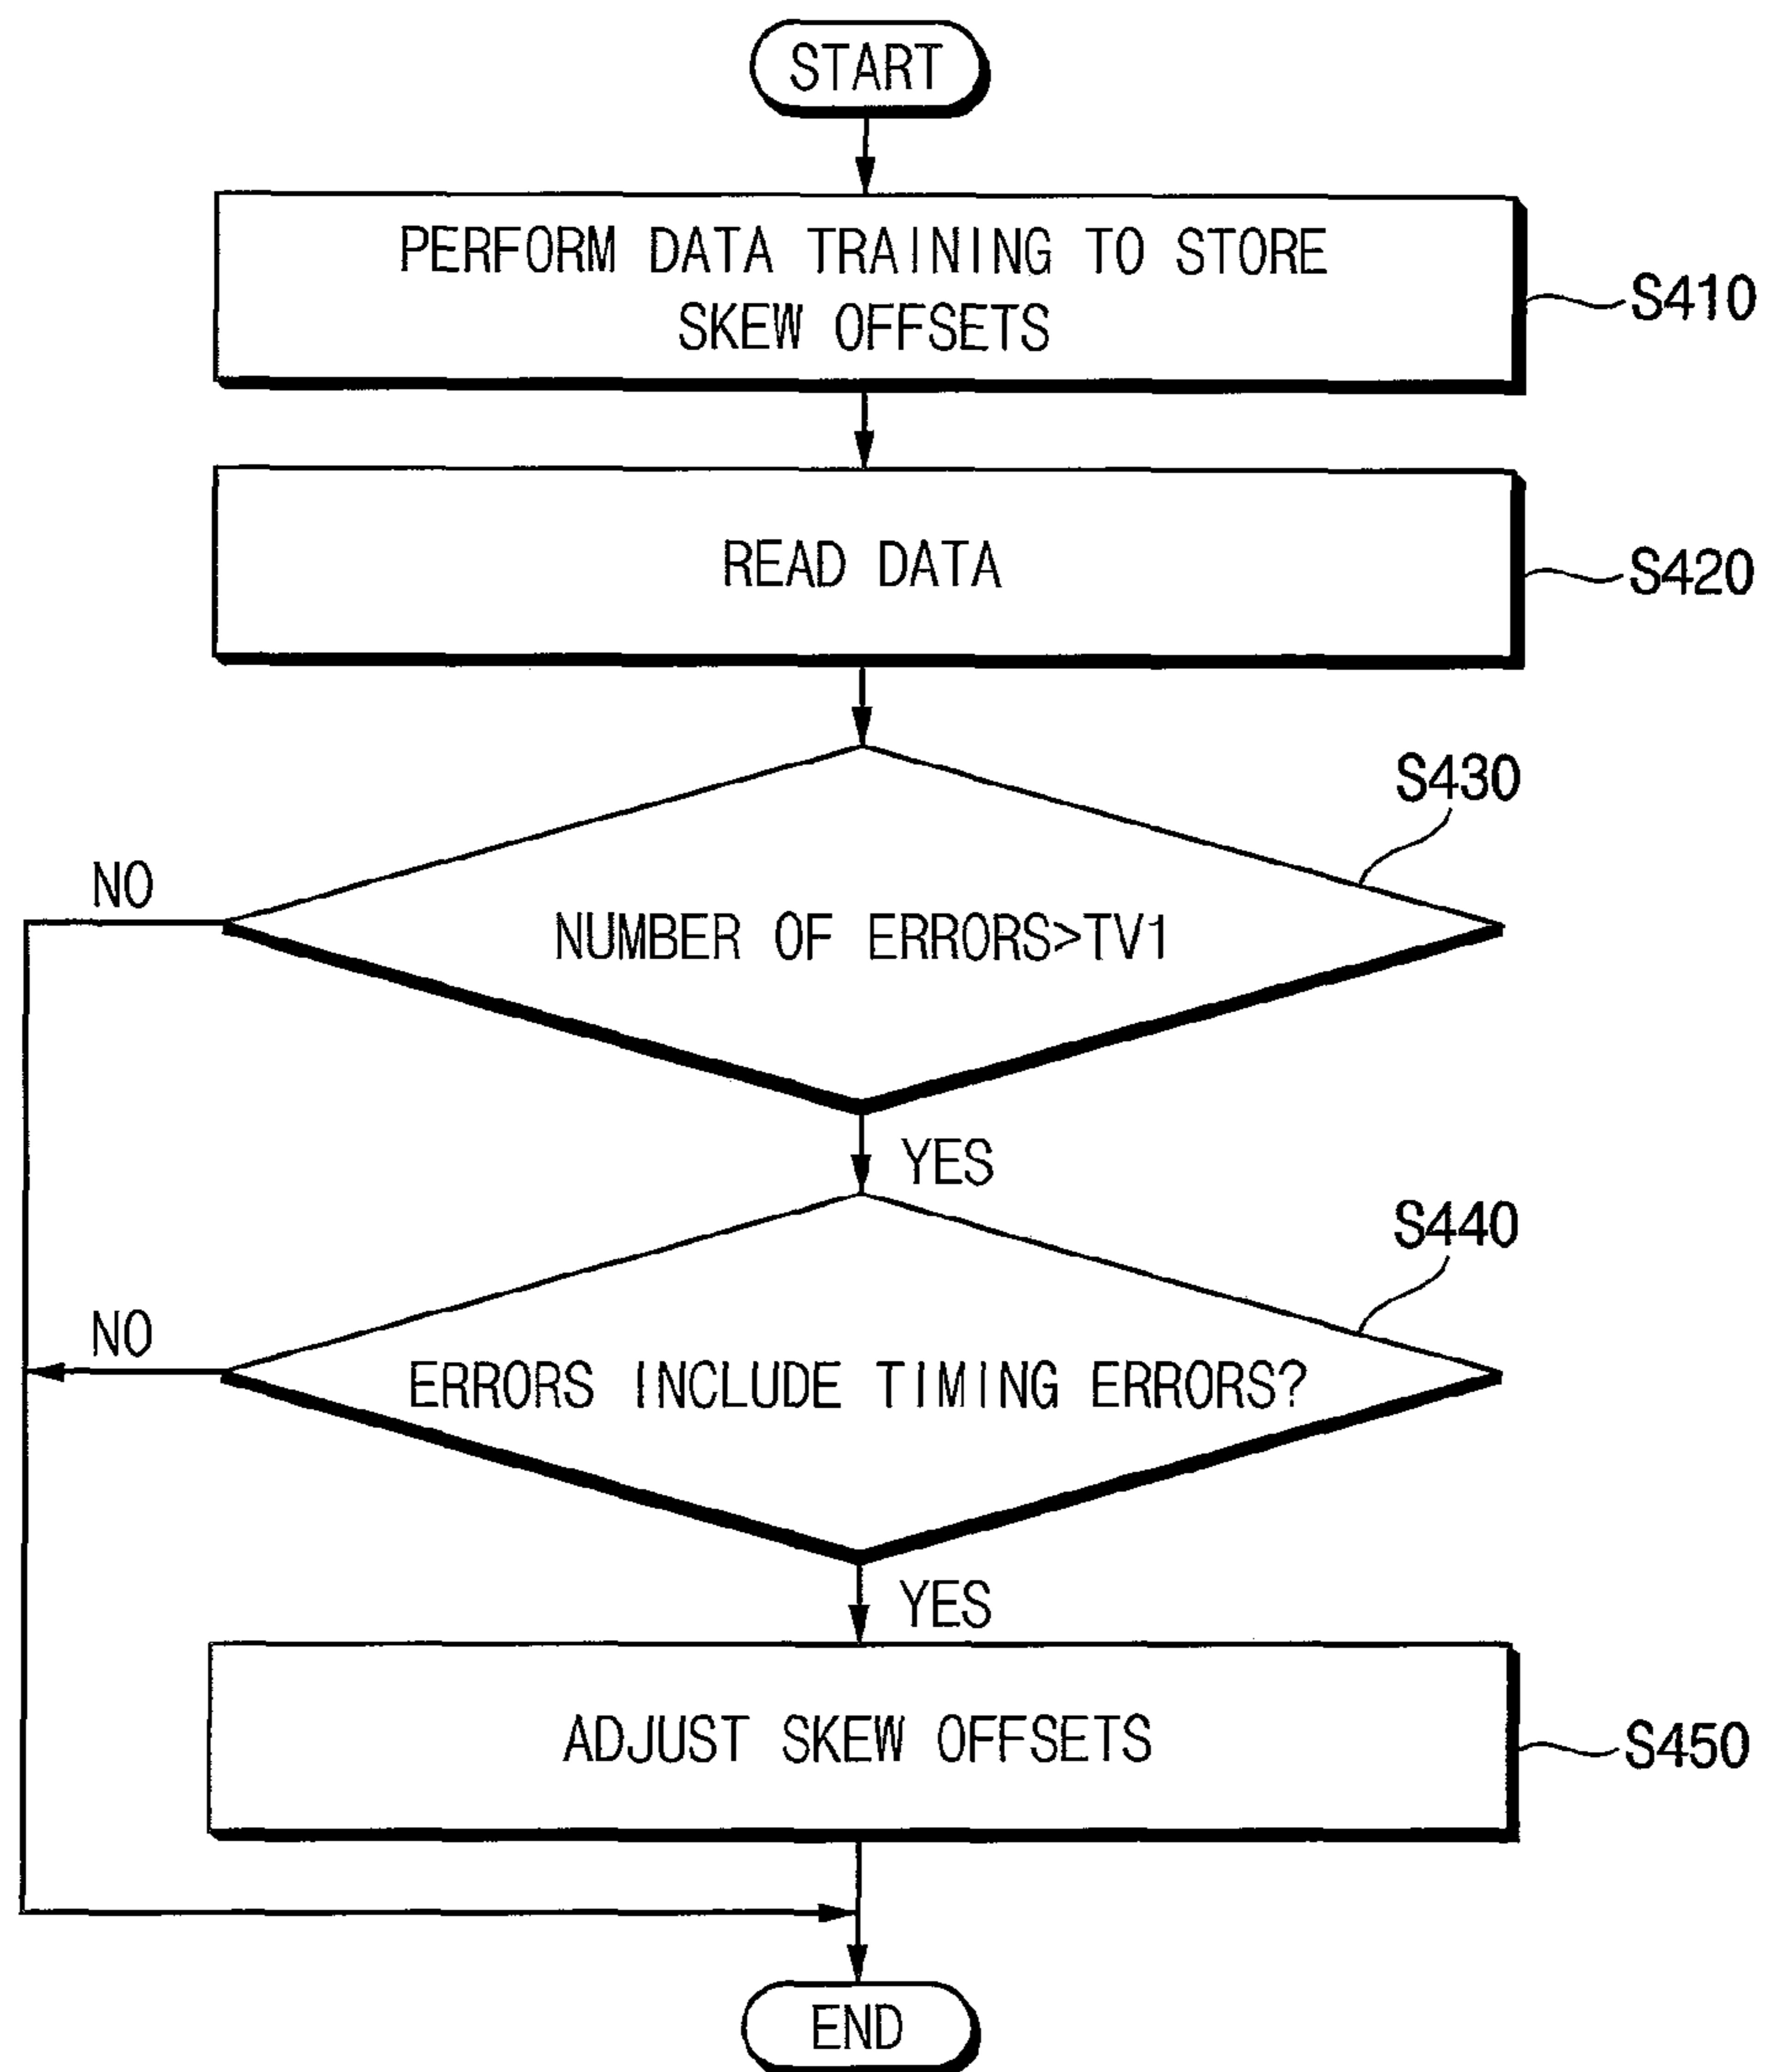 START
PERFORM DATA TRAINING TO STORE
SKEW OFFSETS
S410
READ DATA
S420
S430
NO
NUMBER OF ERRORS>TV1
YES
S440
NO
ERRORS INCLUDE TIMING ERRORS?
YES
ADJUST SKEW OFFSETS
S450
END